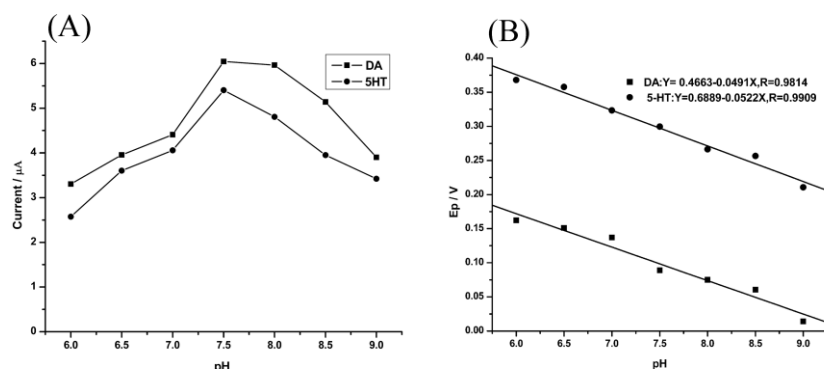 (A)
DA
5HT
Current / μA
6
5
4
3
2
1
0
6.0 6.5 7.0 7.5 8.0 8.5 9.0
pH
(B)
DA:Y= 0.4663-0.0491X,R=0.9814
5-HT:Y=0.6889-0.0522X,R=0.9909
Ep / V
0.40
0.35
0.30
0.25
0.20
0.15
0.10
0.05
0.00
6.0 6.5 7.0 7.5 8.0 8.5 9.0
pH